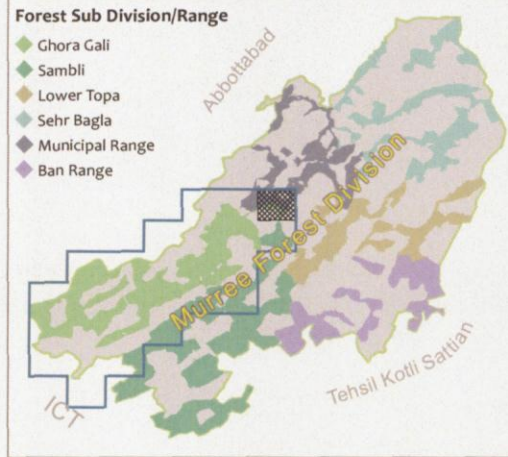 Forest Sub Division/Range
Ghora Gali
Sambli
Lower Topa
Sehr Bagla
Municipal Range
Ban Range
Abbottabad
Murree Forest Division
Tehsil Kotli Sattian
ICT